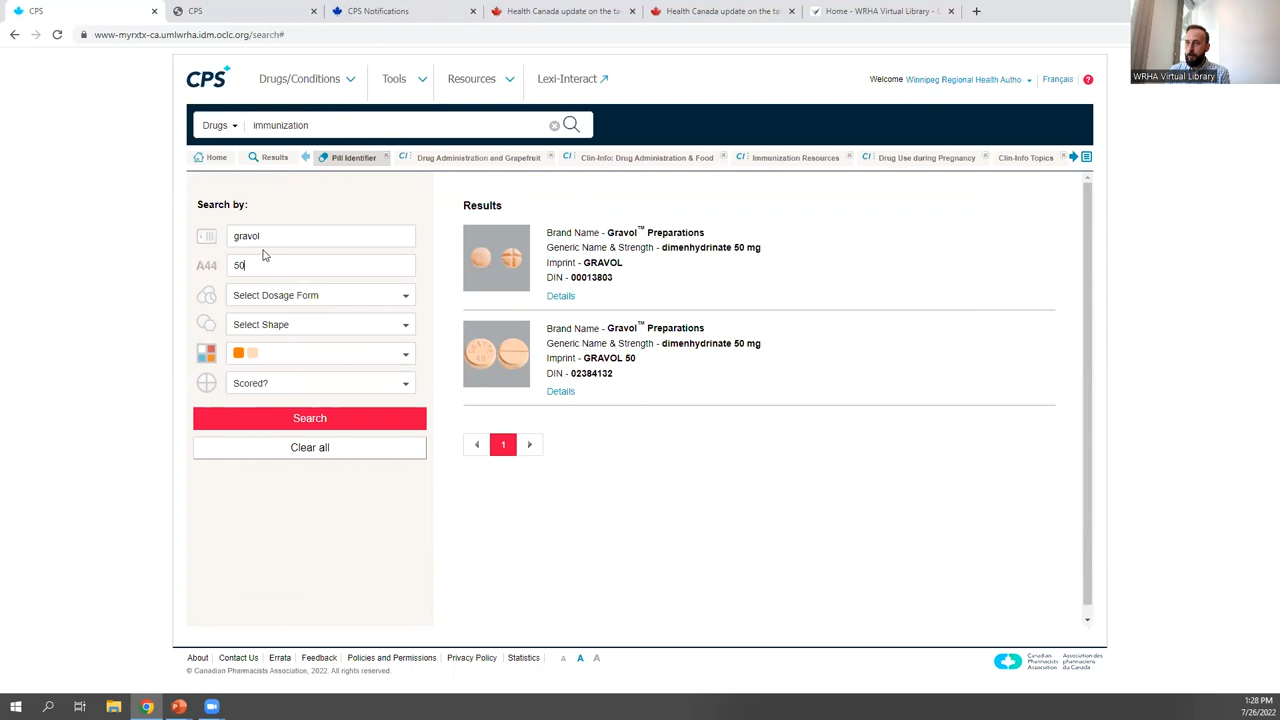 CPS
CPS
CPS Notifications
Health Canada update on the ta
Health Canada update on the ta
Home - WRHA Virtual Library - L
www-myrxtx-ca.umlwrha.idm.oclc.org/search#
WRHA Virtual Library
CPS
Drugs/Conditions
Tools
Resources
Lexi-Interact
Welcome Winnipeg Regional Health Autho
Français
?
Drugs
immunization
Home
Results
Pill Identifier
CI Drug Administration and Grapefruit
CI Clin-Info: Drug Administration & Food
CI Immunization Resources
CI Drug Use during Pregnancy
Clin-Info Topics
Search by:
gravol
A44
50
Select Dosage Form
Select Shape
Scored?
Search
Clear all
Results
Brand Name - Gravol™ Preparations
Generic Name & Strength - dimenhydrinate 50 mg
Imprint - GRAVOL
DIN - 00013803
Details
Brand Name - Gravol™ Preparations
Generic Name & Strength - dimenhydrinate 50 mg
Imprint - GRAVOL 50
DIN - 02384132
Details
1
About
Contact Us
Errata
Feedback
Policies and Permissions
Privacy Policy
Statistics
A A A
© Canadian Pharmacists Association, 2022. All rights reserved.
Canadian
Pharmacists
Association
Association des
pharmaciens
du Canada
1:28 PM
7/26/2022